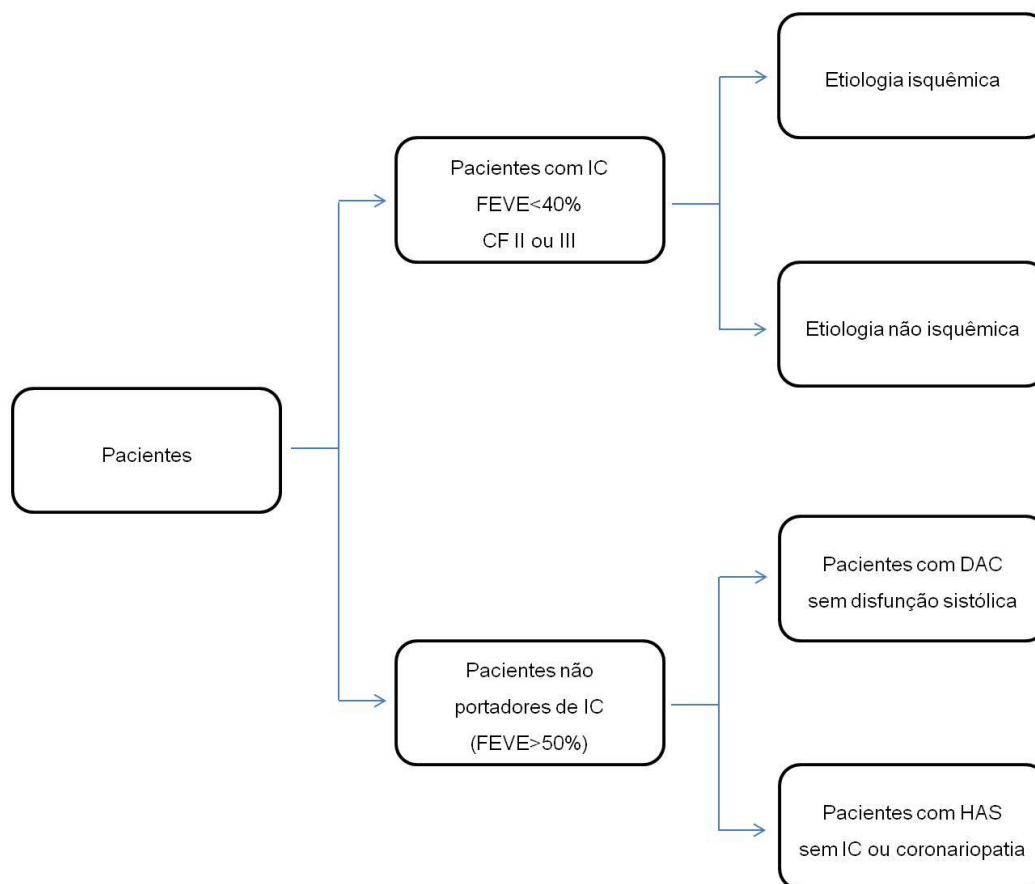 Etiologia isquêmica
Pacientes com IC
FEVE<40%
CF II ou III
Etiologia não isquêmica
Pacientes
Pacientes com DAC
sem disfunção sistólica
Pacientes não
portadores de IC
(FEVE>50%)
Pacientes com HAS
sem IC ou coronariopatia